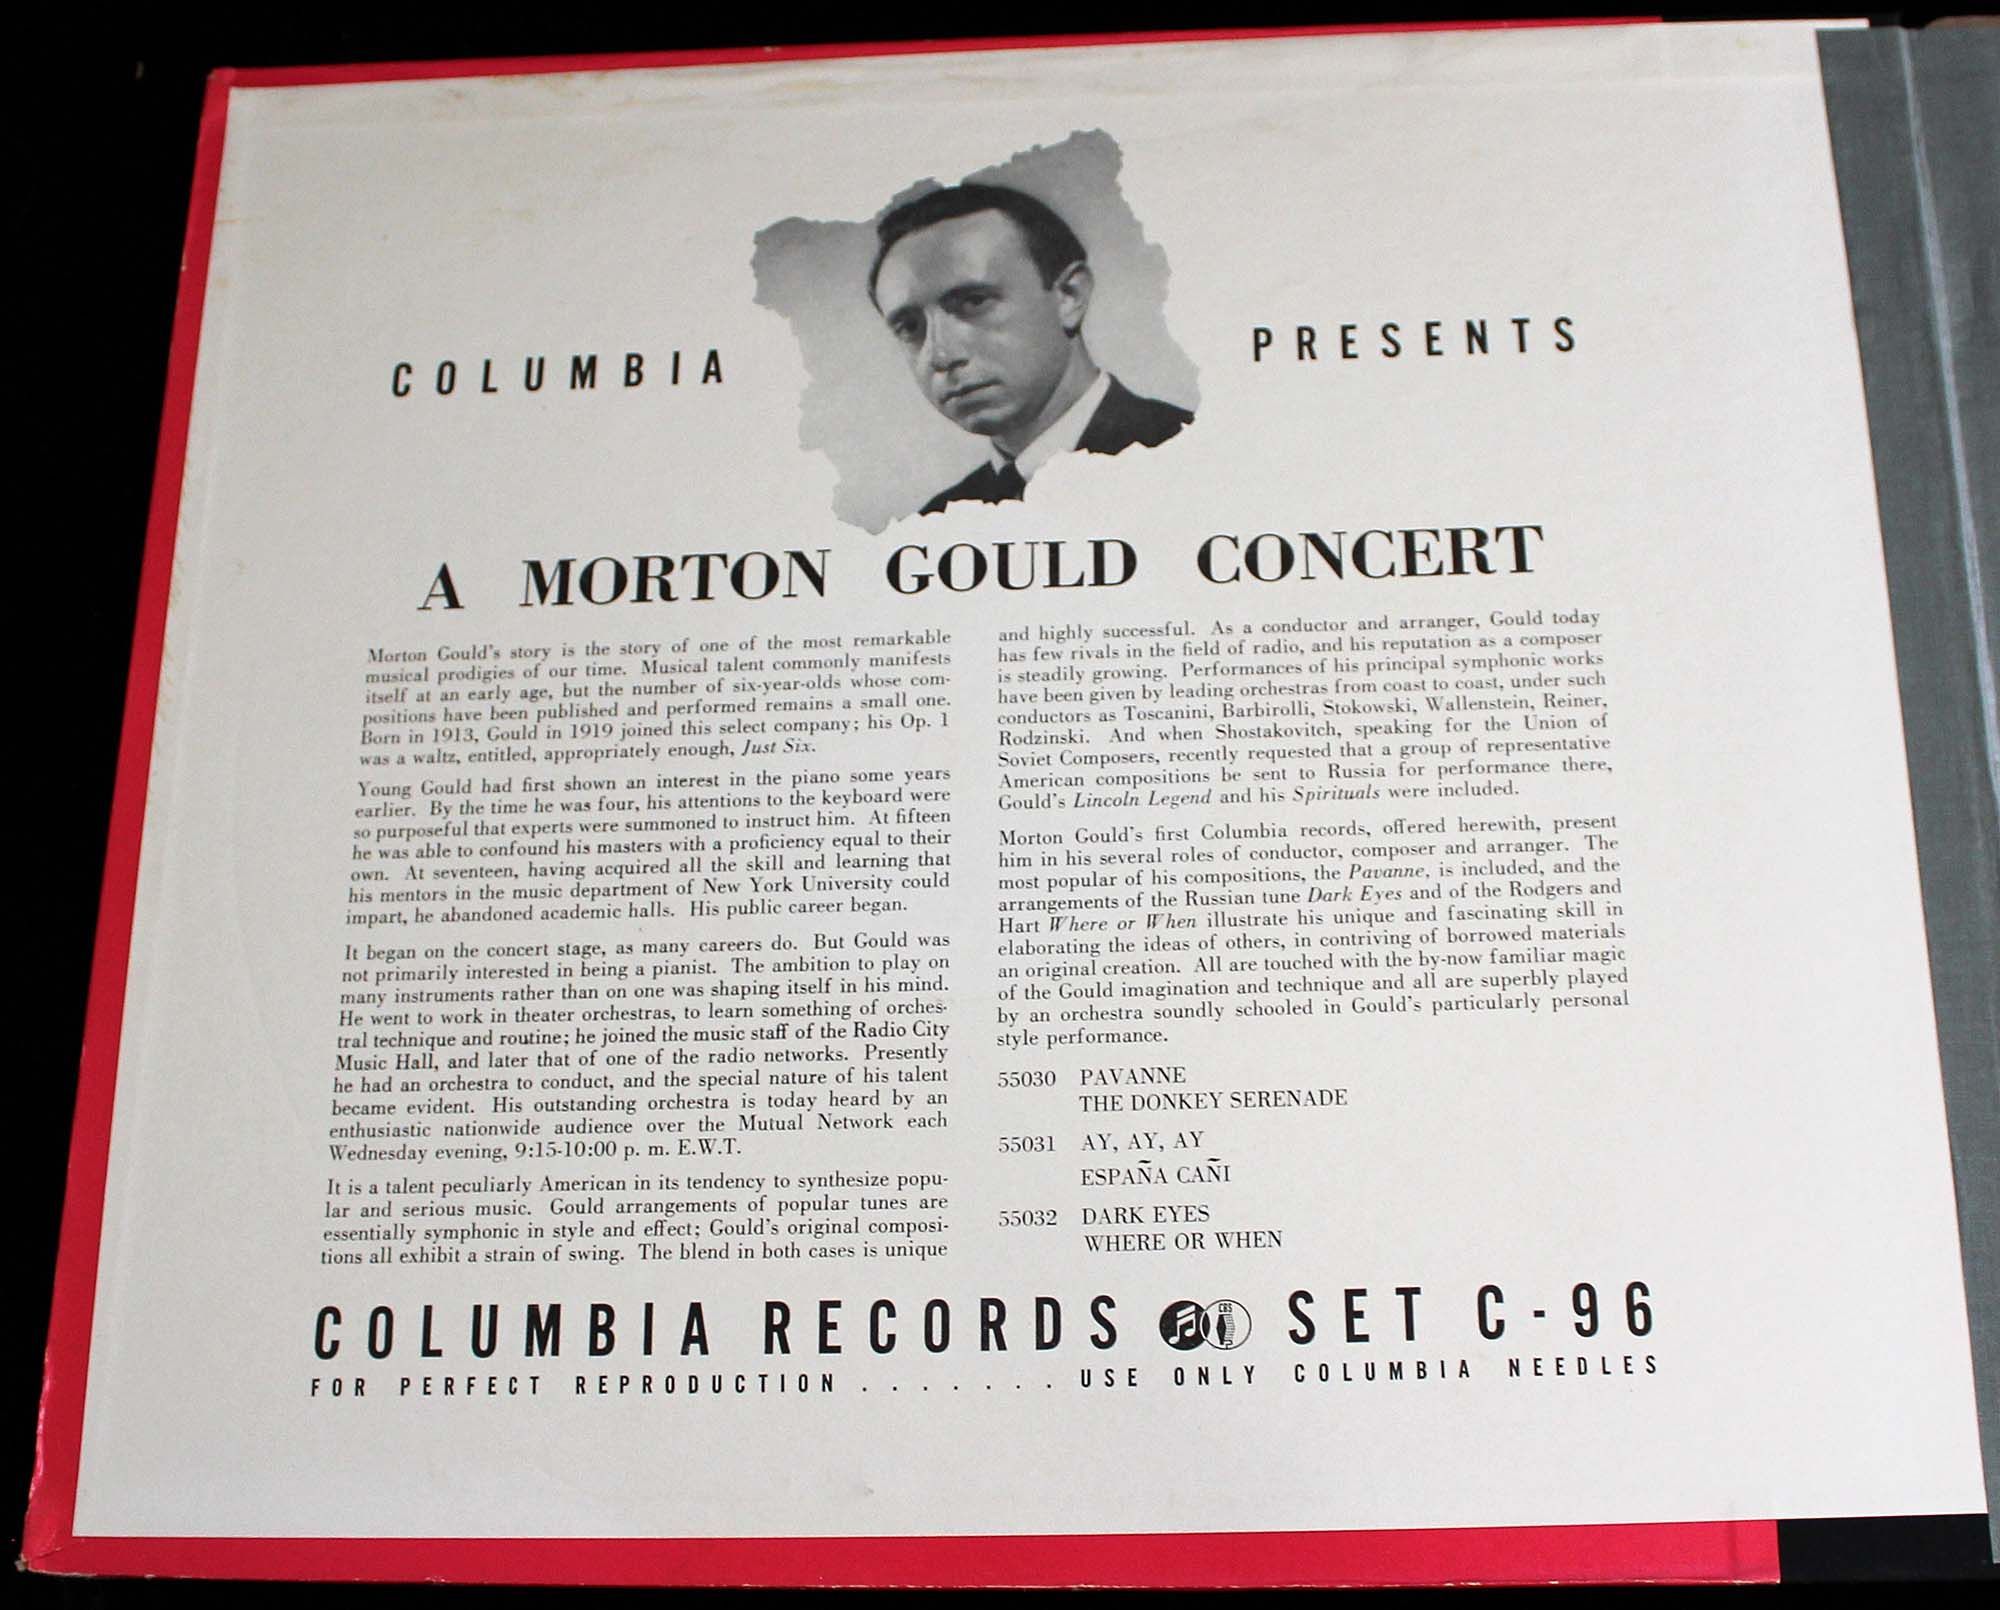 COLUMBIA PRESENTS
A MORTON GOULD CONCERT
Morton Gould's story is the story of one of the most remarkable
musical prodigies of our time. Musical talent commonly manifests
itself at an early age, but the number of six-year-olds whose com-
positions have been published and performed remains a small one.
Born in 1913, Gould in 1919 joined this select company; his Op. 1
was a waltz, entitled, appropriately enough, Just Six.
Young Gould had first shown an interest in the piano some years
earlier. By the time he was four, his attentions to the keyboard were
so purposeful that experts were summoned to instruct him. At fifteen
he was able to confound his masters with a proficiency equal to their
own. At seventeen, having acquired all the skill and learning that
his mentors in the music department of New York University could
impart, he abandoned academic halls. His public career began.
It began on the concert stage, as many careers do. But Gould was
not primarily interested in being a pianist. The ambition to play on
many instruments rather than on one was shaping itself in his mind.
He went to work in theater orchestras, to learn something of orches-
tral technique and routine; he joined the music staff of the Radio City
Music Hall, and later that of one of the radio networks. Presently
he had an orchestra to conduct, and the special nature of his talent
became evident. His outstanding orchestra is today heard by an
enthusiastic nationwide audience over the Mutual Network each
Wednesday evening, 9:15-10:00 p. m. E.W.T.
It is a talent peculiarly American in its tendency to synthesize popu-
lar and serious music. Gould arrangements of popular tunes are
essentially symphonic in style and effect; Gould's original composi-
tions all exhibit a strain of swing. The blend in both cases is unique
and highly successful. As a conductor and arranger, Gould today
has few rivals in the field of radio, and his reputation as a composer
is steadily growing. Performances of his principal symphonic works
have been given by leading orchestras from coast to coast, under such
conductors as Toscanini, Barbirolli, Stokowski, Wallenstein, Reiner,
Rodzinski. And when Shostakovitch, speaking for the Union of
Soviet Composers, recently requested that a group of representative
American compositions be sent to Russia for performance there,
Gould's Lincoln Legend and his Spirituals were included.
Morton Gould's first Columbia records, offered herewith, present
him in his several roles of conductor, composer and arranger. The
most popular of his compositions, the Pavanne, is included, and the
arrangements of the Russian tune Dark Eyes and of the Rodgers and
Hart Where or When illustrate his unique and fascinating skill in
elaborating the ideas of others, in contriving of borrowed materials
an original creation. All are touched with the by-now familiar magic
of the Gould imagination and technique and all are superbly played
by an orchestra soundly schooled in Gould's particularly personal
style performance.
55030 PAVANNE
THE DONKEY SERENADE
55031 AY, AY, AY
ESPAÑA CAÑI
55032 DARK EYES
WHERE OR WHEN
COLUMBIA RECORDS CBS SET C-96
FOR PERFECT REPRODUCTION . . . . . . . USE ONLY COLUMBIA NEEDLES